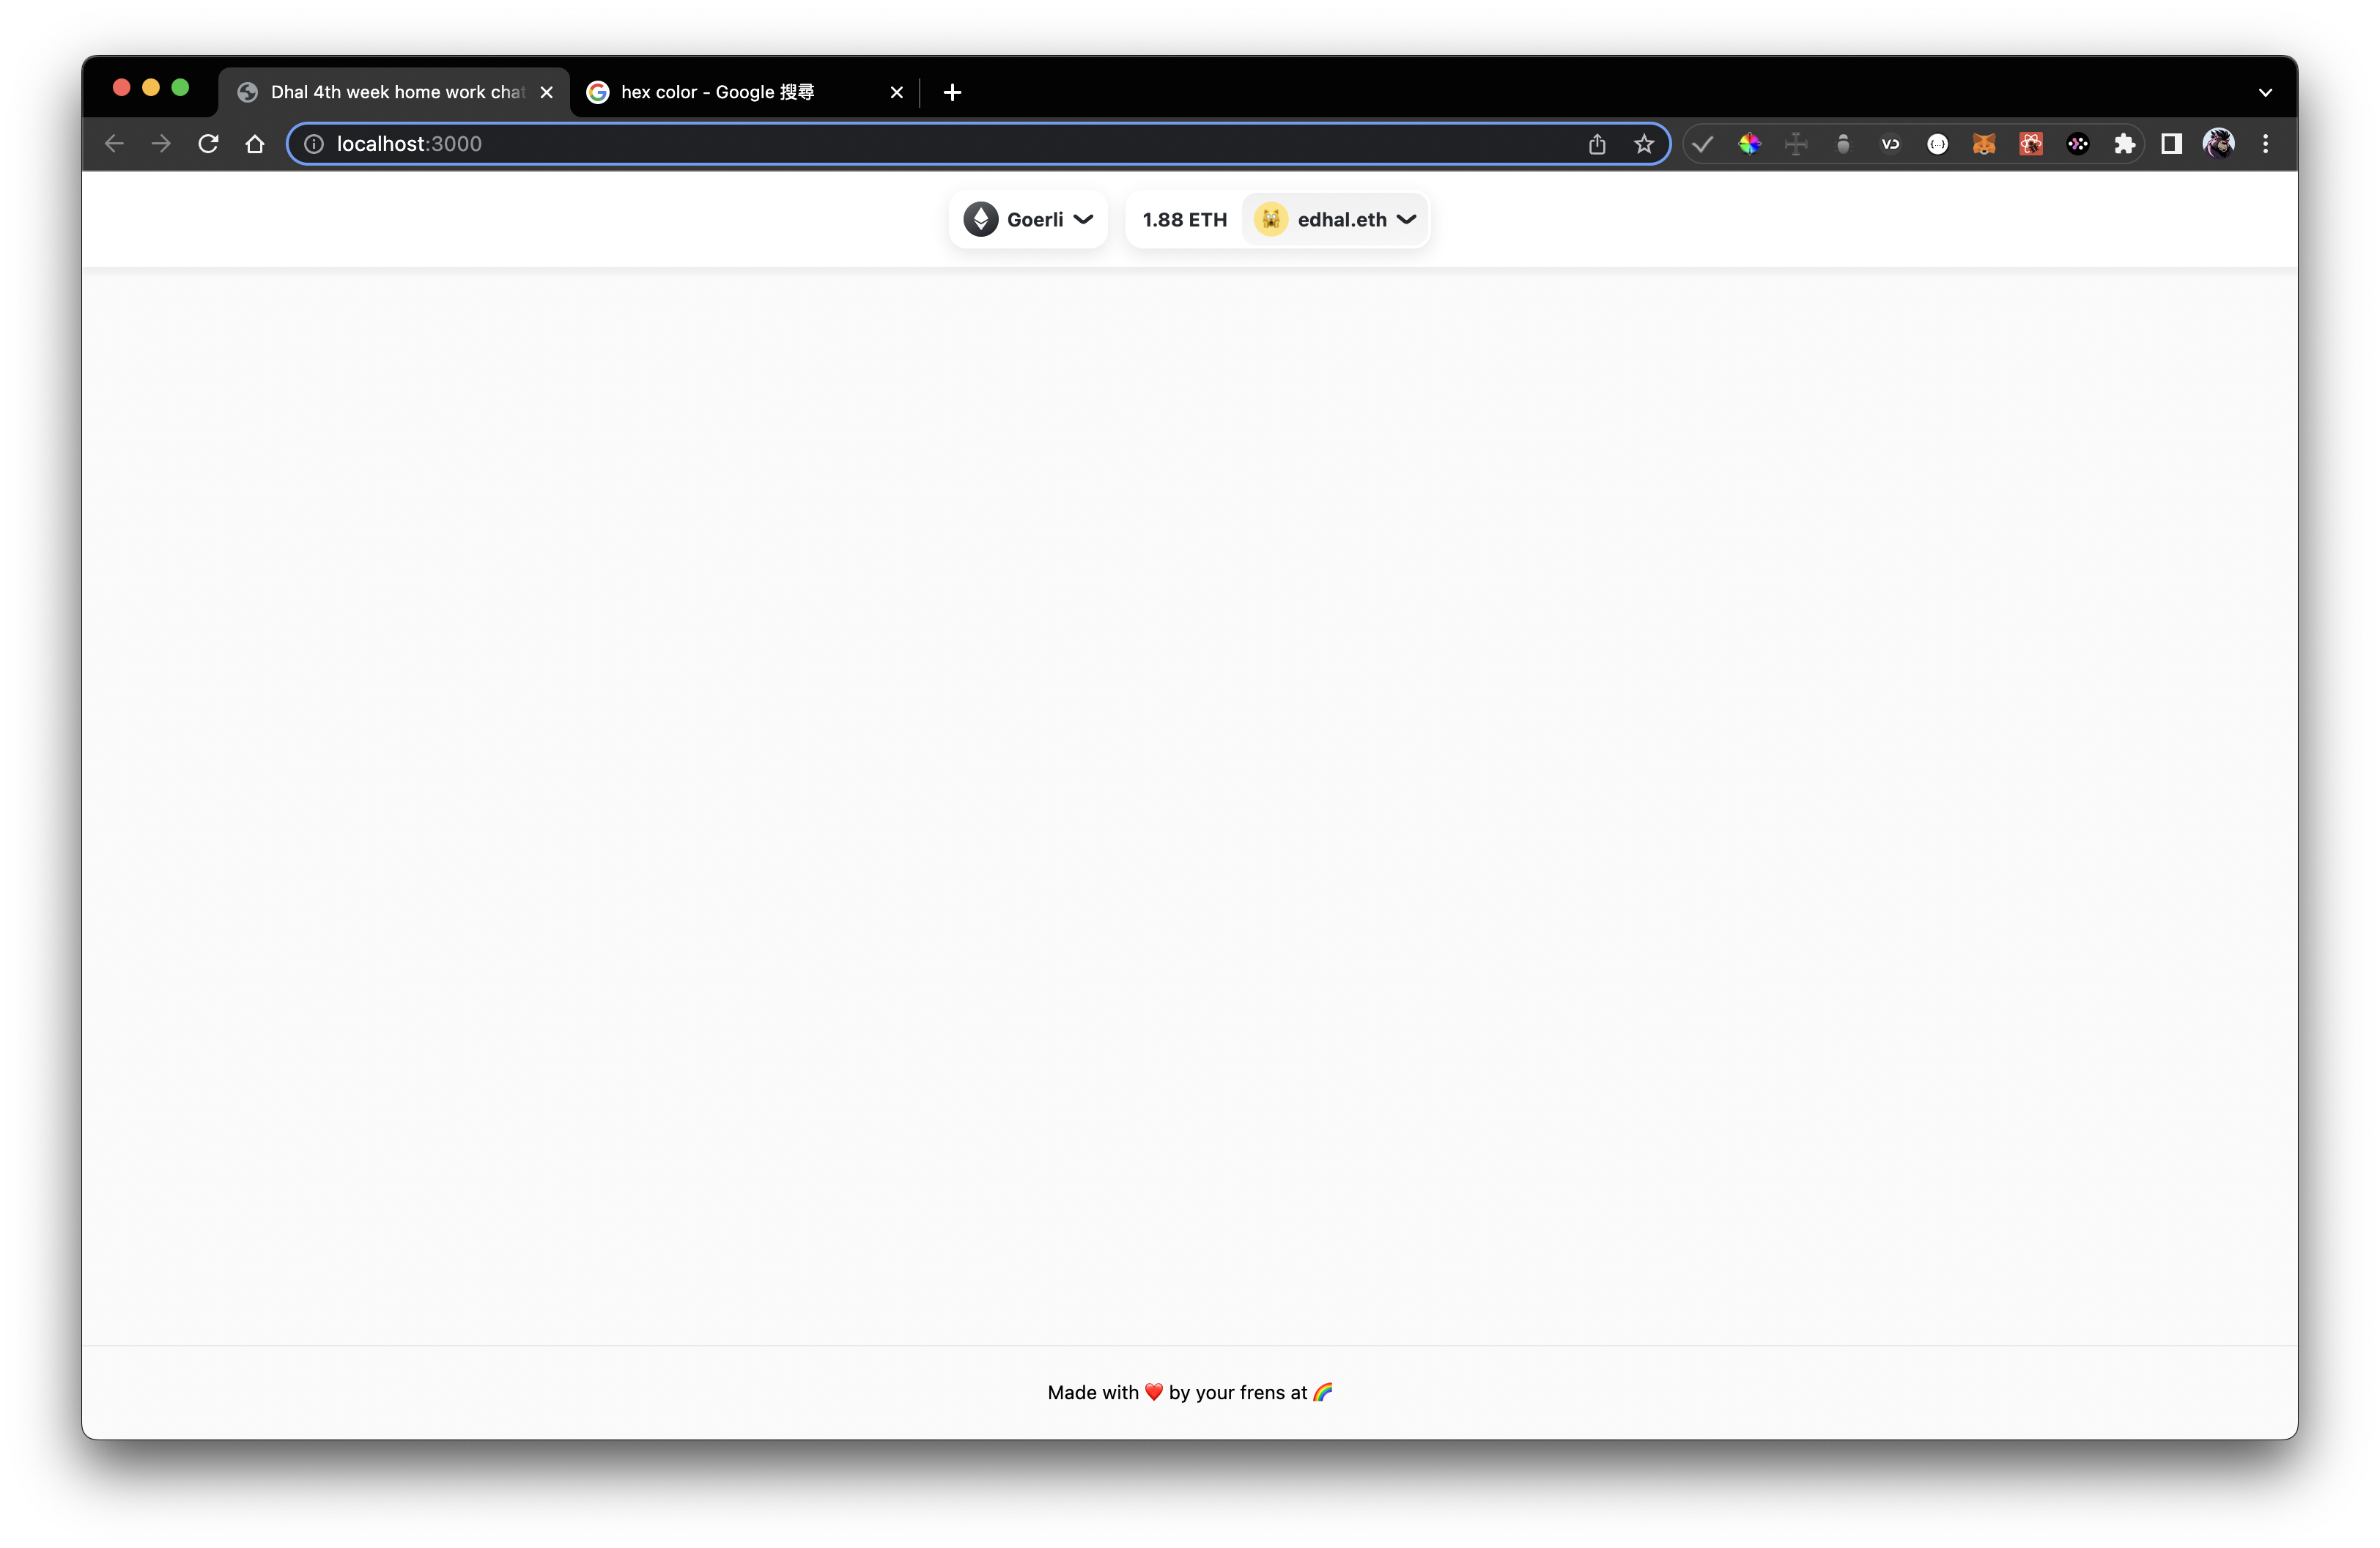 Dhal 4th week home work chat
hex color - Google 搜尋
localhost:3000
VD
Goerli
1.88 ETH
edhal.eth
Made with ❤️ by your frens at 🌈